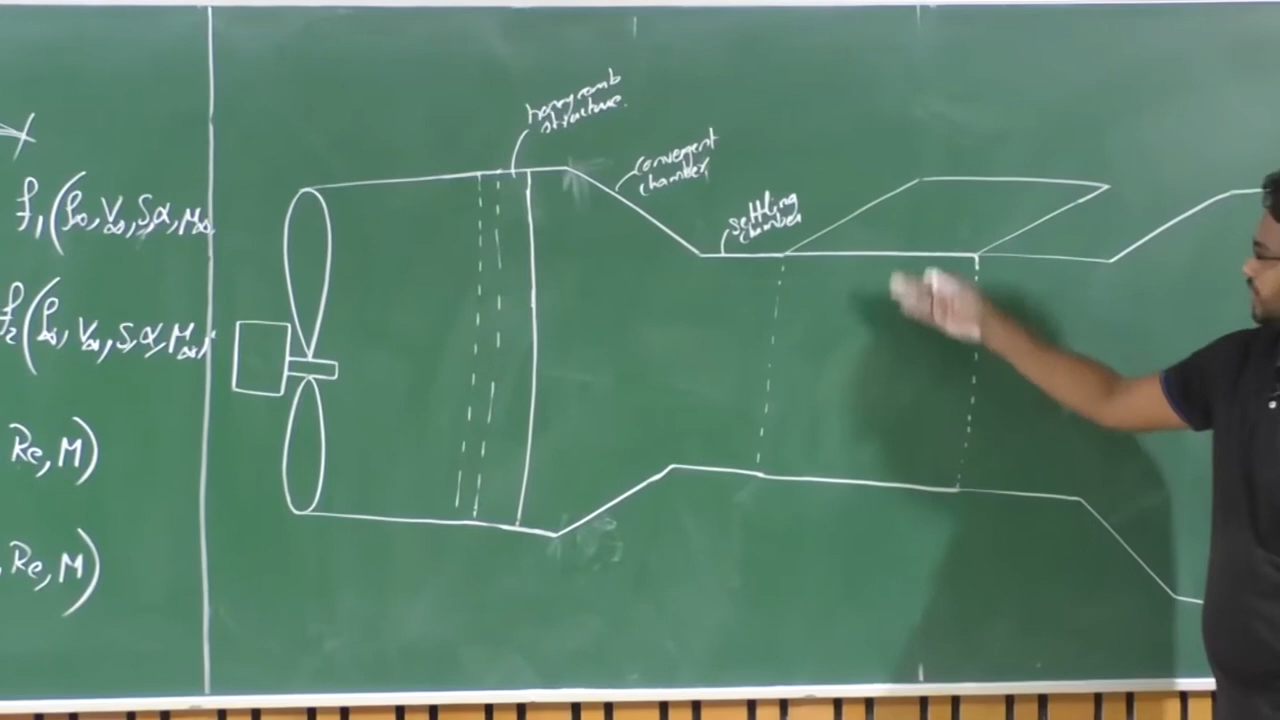 honeycomb
structure.
convergent
chamber,
settling
chamber
f₁(ρ∞, V∞, S, α, μ∞
f₂(ρ∞, V∞, S, α, μ∞,
Re, M)
, Re, M)